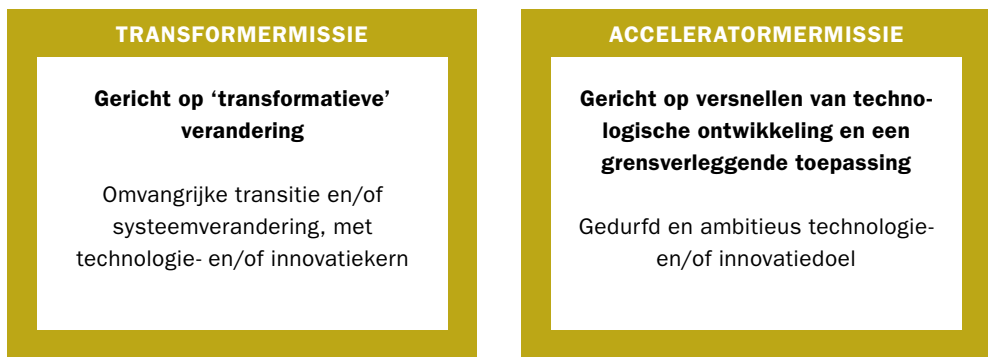 TRANSFORMERMISSIE
Gericht op ‘transformatieve’
verandering
Omvangrijke transitie en/of
systeemverandering, met
technologie- en/of innovatiekern
ACCELERATORMERMISSIE
Gericht op versnellen van techno-
logische ontwikkeling en een
grensverleggende toepassing
Gedurfd en ambitieus technologie-
en/of innovatiedoel